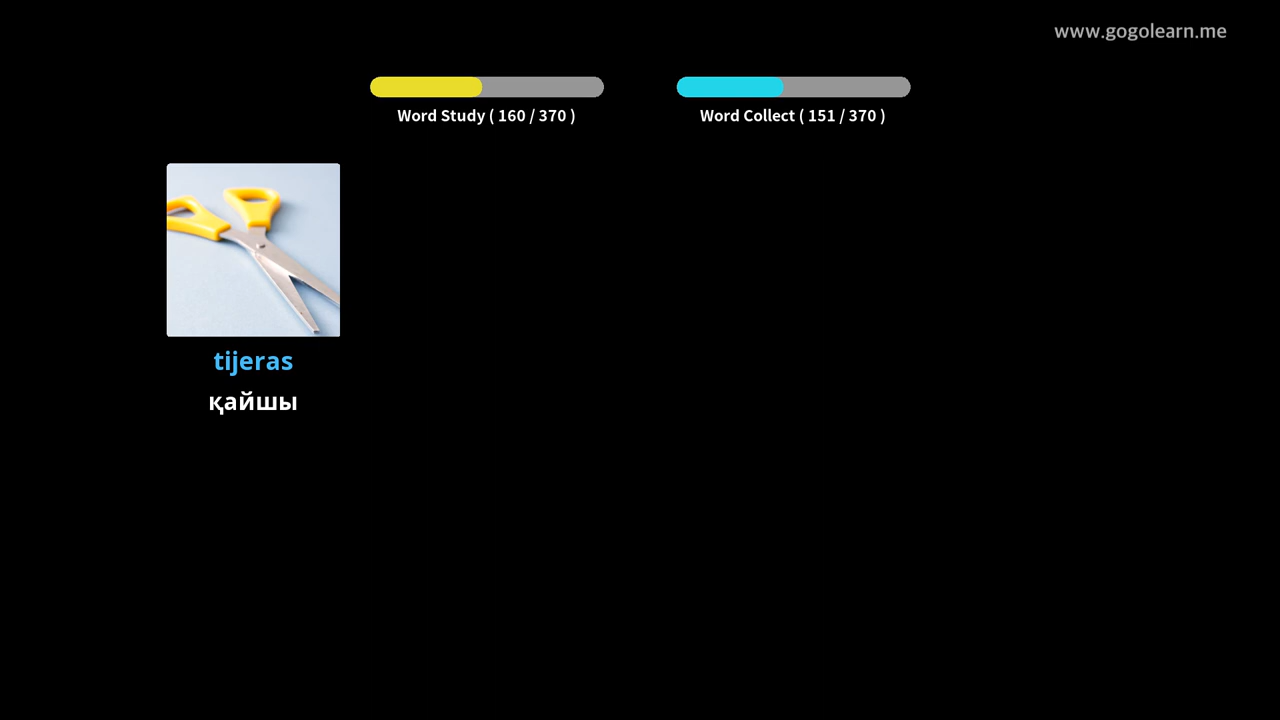 www.gogolearn.me
Word Study ( 160 / 370 )
Word Collect ( 151 / 370 )
tijeras
қайшы